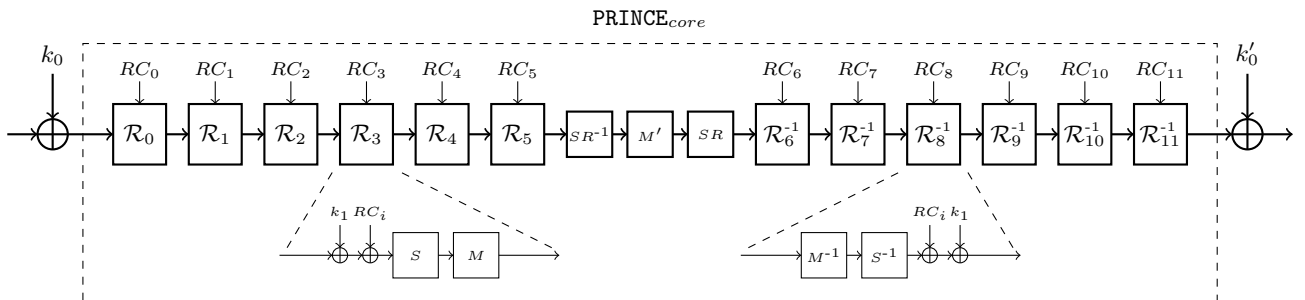 PRINCE_core
k_0 k'_0
RC_0 RC_1 RC_2 RC_3 RC_4 RC_5 RC_6 RC_7 RC_8 RC_9 RC_10 RC_11
R_0 R_1 R_2 R_3 R_4 R_5 SR^-1 M' SR R_6^-1 R_7^-1 R_8^-1 R_9^-1 R_10^-1 R_11^-1
k_1 RC_i RC_i k_1
S M M^-1 S^-1